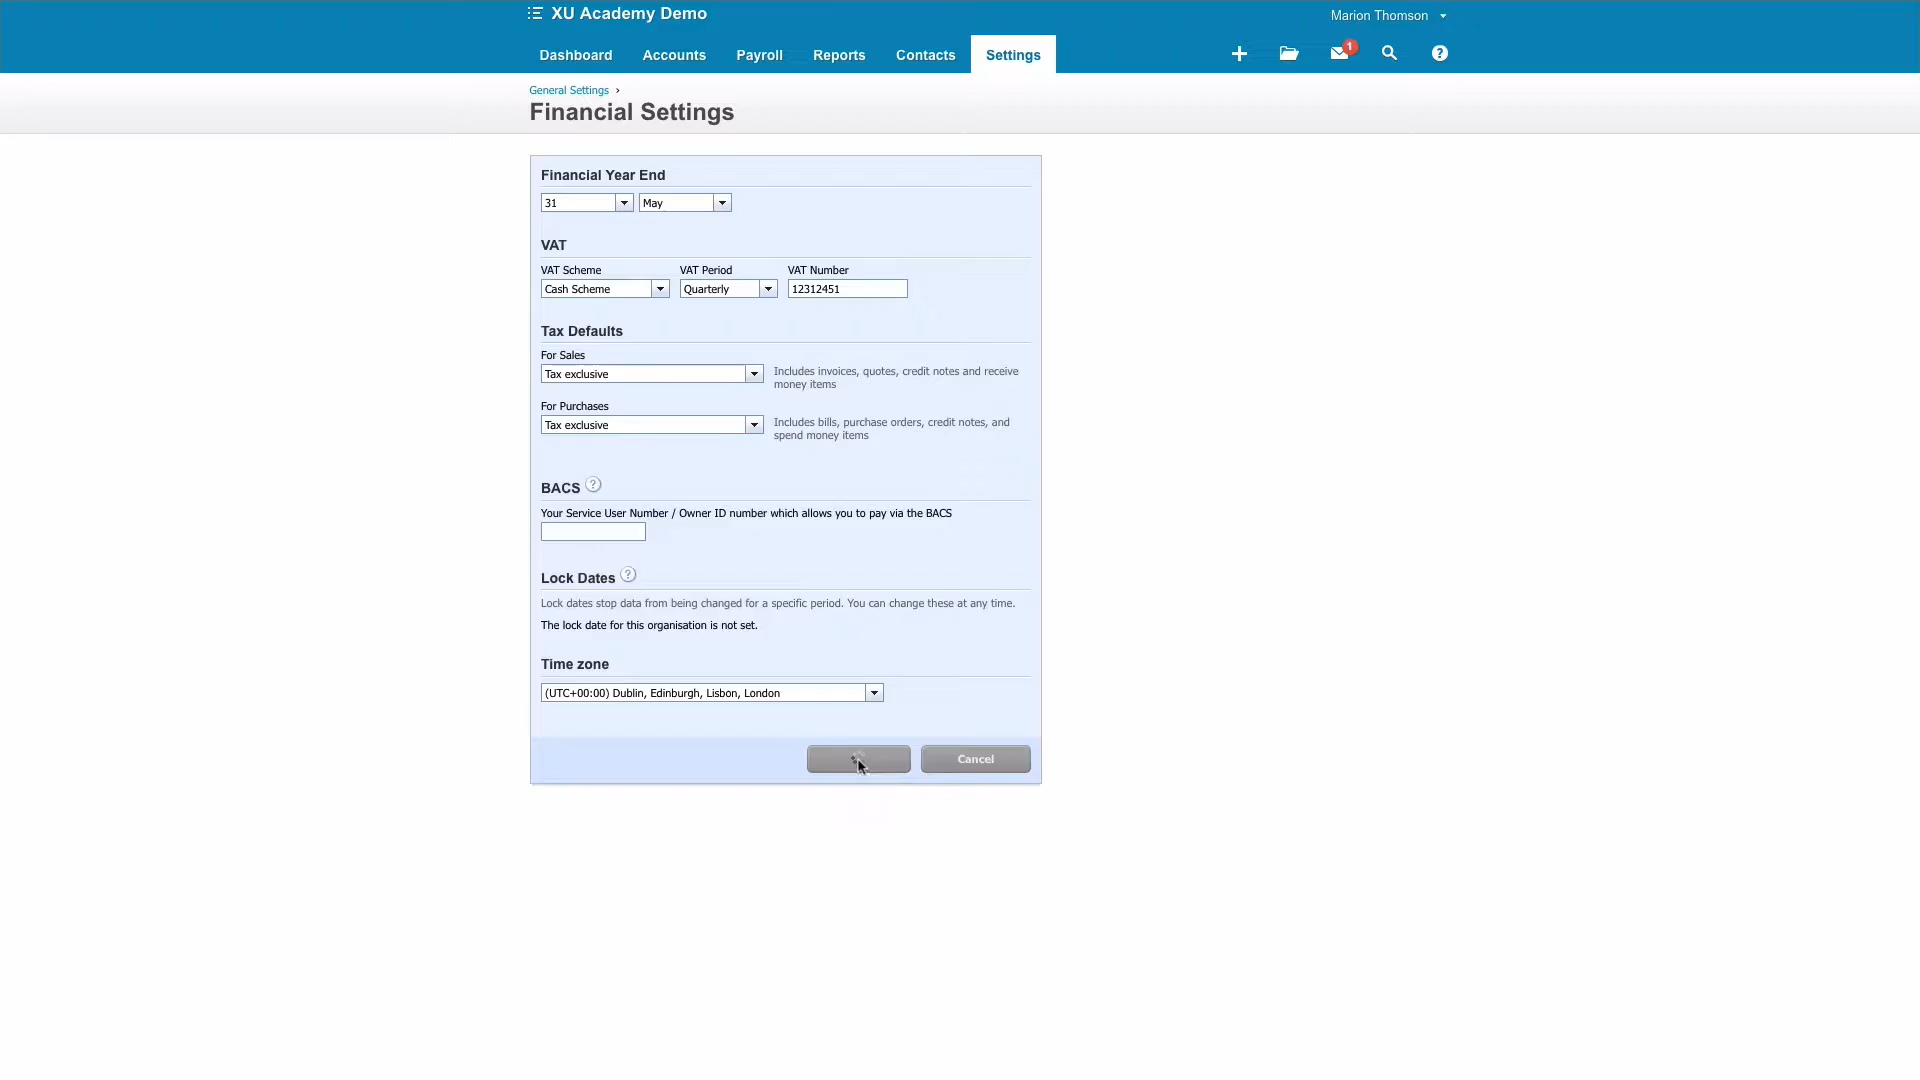 XU Academy Demo
Marion Thomson
Dashboard Accounts Payroll Reports Contacts Settings
1
?
General Settings ›
Financial Settings
Financial Year End
31 May
VAT
VAT Scheme VAT Period VAT Number
Cash Scheme Quarterly 12312451
Tax Defaults
For Sales
Tax exclusive
Includes invoices, quotes, credit notes and receive
money items
For Purchases
Tax exclusive
Includes bills, purchase orders, credit notes, and
spend money items
BACS ?
Your Service User Number / Owner ID number which allows you to pay via the BACS
Lock Dates ?
Lock dates stop data from being changed for a specific period. You can change these at any time.
The lock date for this organisation is not set.
Time zone
(UTC+00:00) Dublin, Edinburgh, Lisbon, London
Cancel